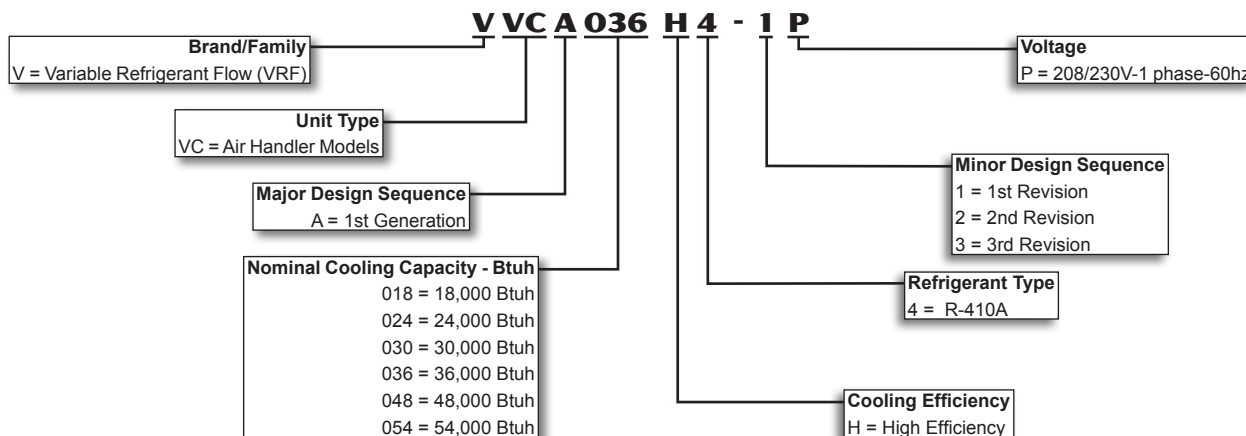 V VC A 036 H 4 - 1 P
Brand/Family
V = Variable Refrigerant Flow (VRF)
Unit Type
VC = Air Handler Models
Major Design Sequence
A = 1st Generation
Nominal Cooling Capacity - Btuh
018 = 18,000 Btuh
024 = 24,000 Btuh
030 = 30,000 Btuh
036 = 36,000 Btuh
048 = 48,000 Btuh
054 = 54,000 Btuh
Voltage
P = 208/230V-1 phase-60hz
Minor Design Sequence
1 = 1st Revision
2 = 2nd Revision
3 = 3rd Revision
Refrigerant Type
4 = R-410A
Cooling Efficiency
H = High Efficiency